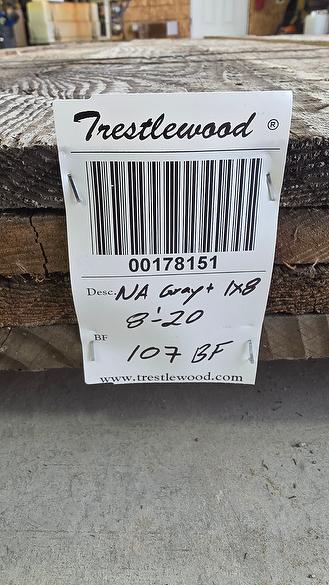 Trestlewood ®
00178151
Desc. NA Gray+ 1x8
8'-20
BF
107 BF
www.trestlewood.com